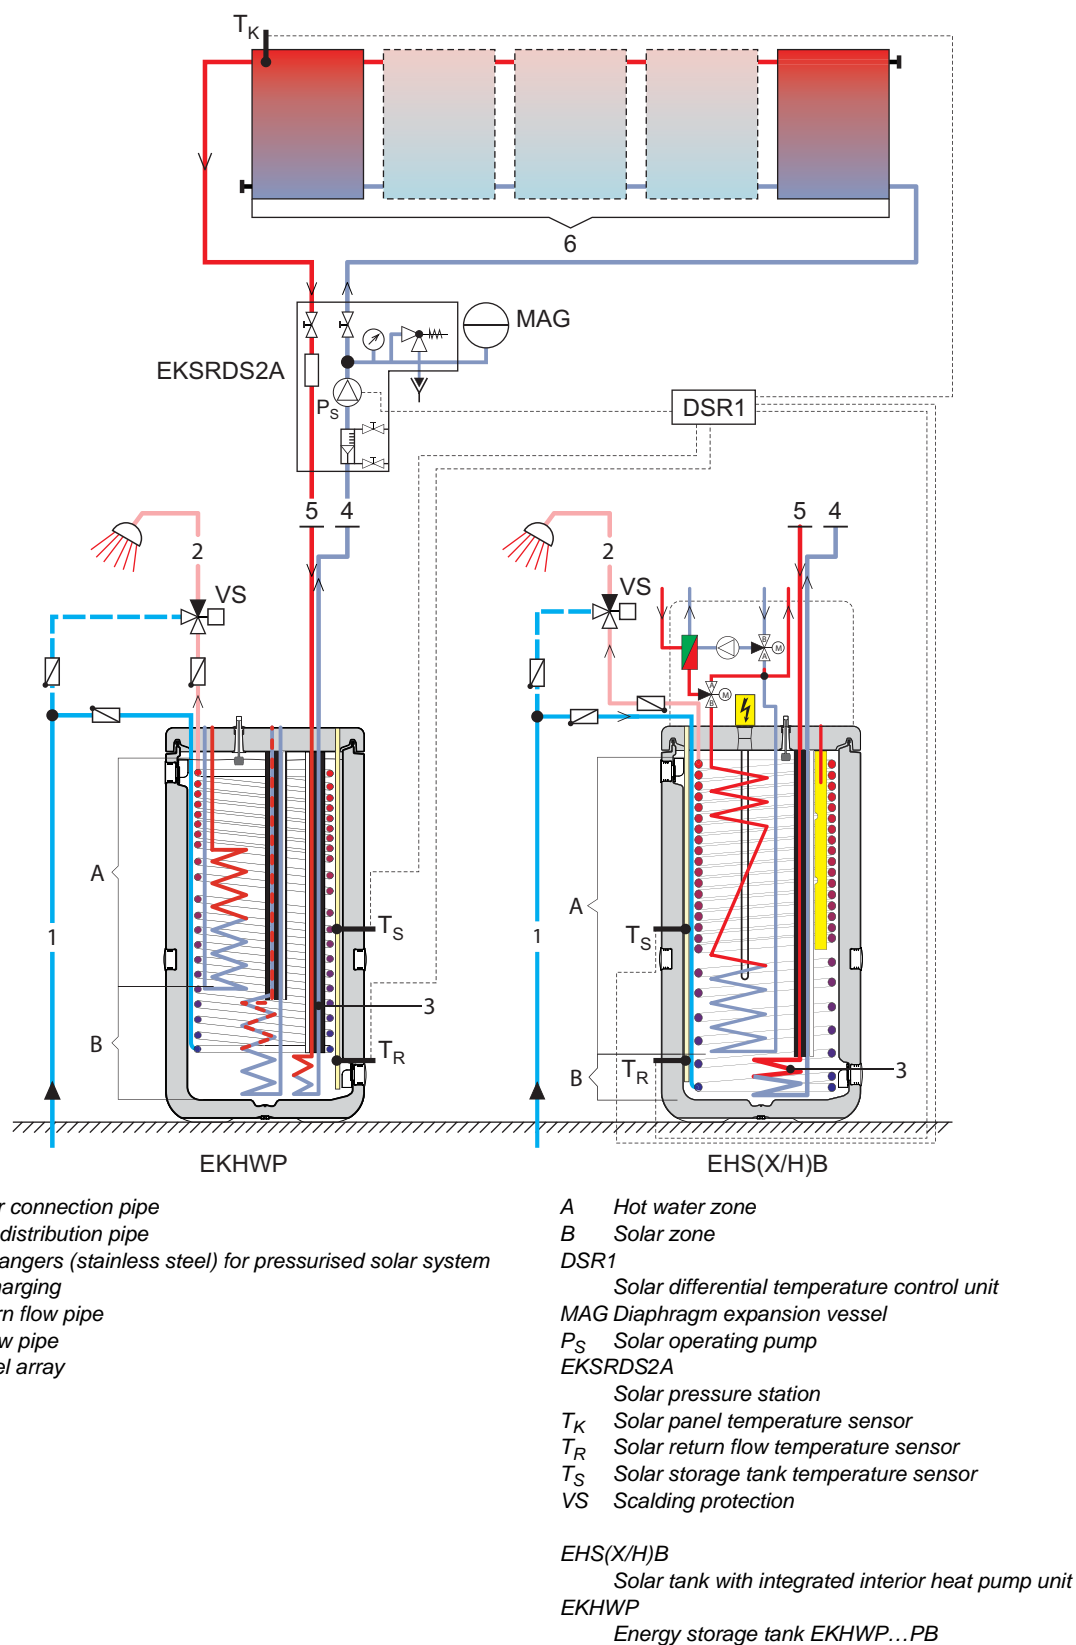 TK
6
MAG
EKSRDS2A
PS
DSR1
5 4
5 4
2
2
VS
VS
B
A
M
A
B
M
A
A
TS
TS
1
1
3
B
TR
B
TR
3
EKHWP
EHS(X/H)B
r connection pipe
distribution pipe
angers (stainless steel) for pressurised solar system
harging
rn flow pipe
w pipe
el array
A Hot water zone
B Solar zone
DSR1
Solar differential temperature control unit
MAG Diaphragm expansion vessel
PS Solar operating pump
EKSRDS2A
Solar pressure station
TK Solar panel temperature sensor
TR Solar return flow temperature sensor
TS Solar storage tank temperature sensor
VS Scalding protection
EHS(X/H)B
Solar tank with integrated interior heat pump unit
EKHWP
Energy storage tank EKHWP…PB